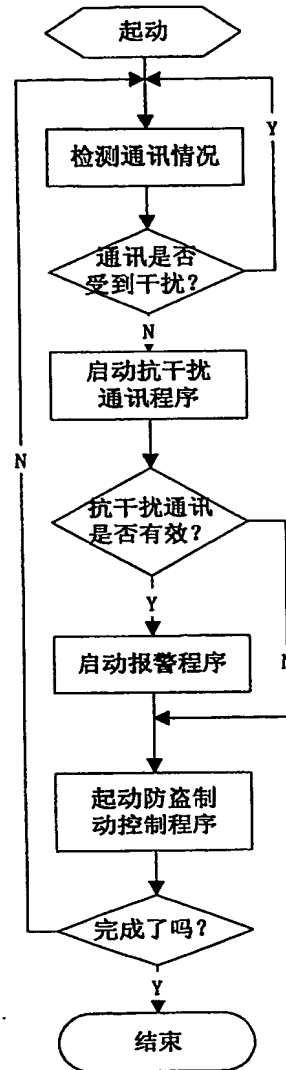 起动
Y
检测通讯情况
通讯是否
受到干扰?
N
启动抗干扰
通讯程序
N
抗干扰通讯
是否有效?
Y
启动报警程序
N
起动防盗制
动控制程序
完成了吗?
Y
结束